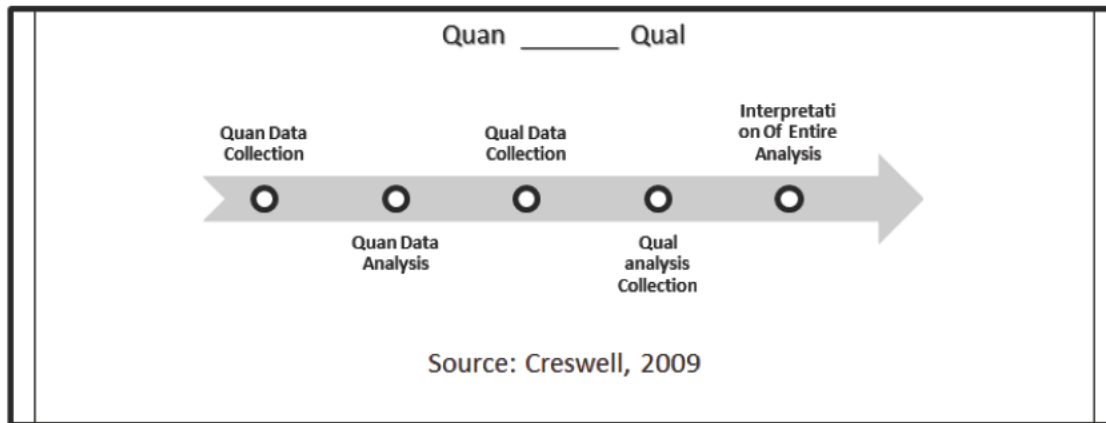 Quan _______ Qual
Quan Data
Collection
Qual Data
Collection
Interpretati
on Of Entire
Analysis
Quan Data
Analysis
Qual
analysis
Collection
Source: Creswell, 2009